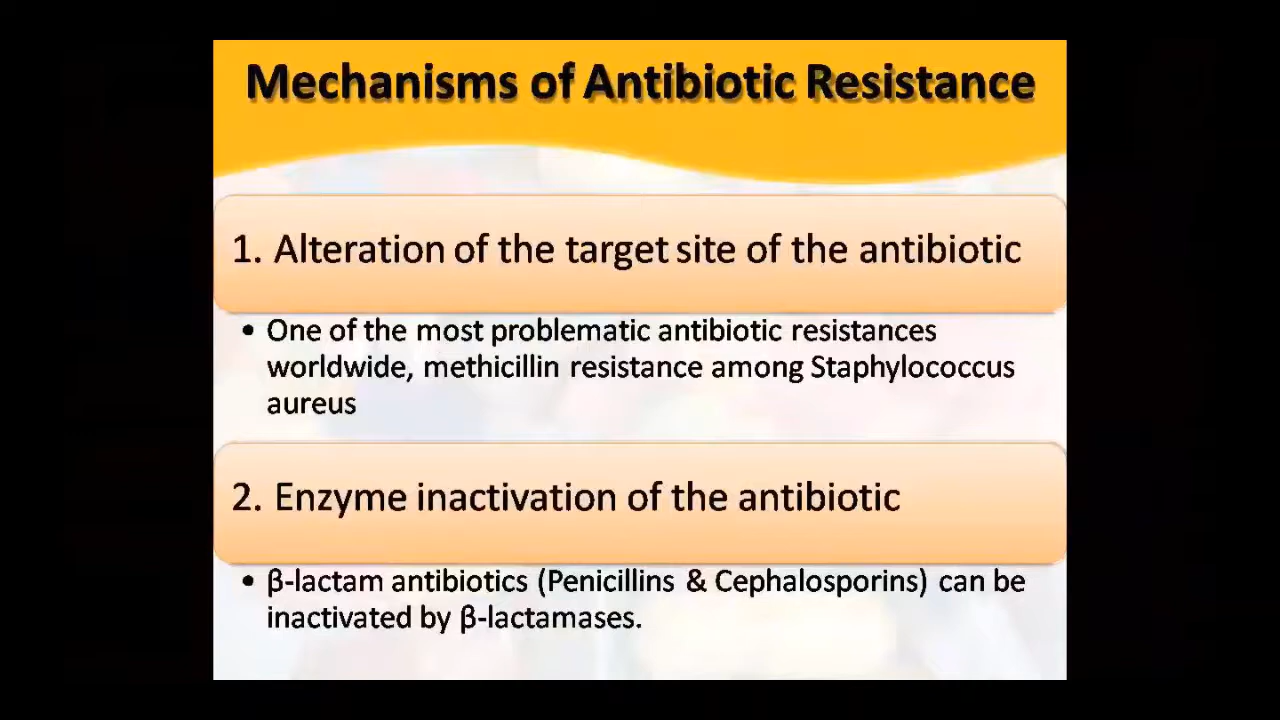 Mechanisms of Antibiotic Resistance
1. Alteration of the target site of the antibiotic
• One of the most problematic antibiotic resistances
worldwide, methicillin resistance among Staphylococcus
aureus
2. Enzyme inactivation of the antibiotic
• β-lactam antibiotics (Penicillins & Cephalosporins) can be
inactivated by β-lactamases.